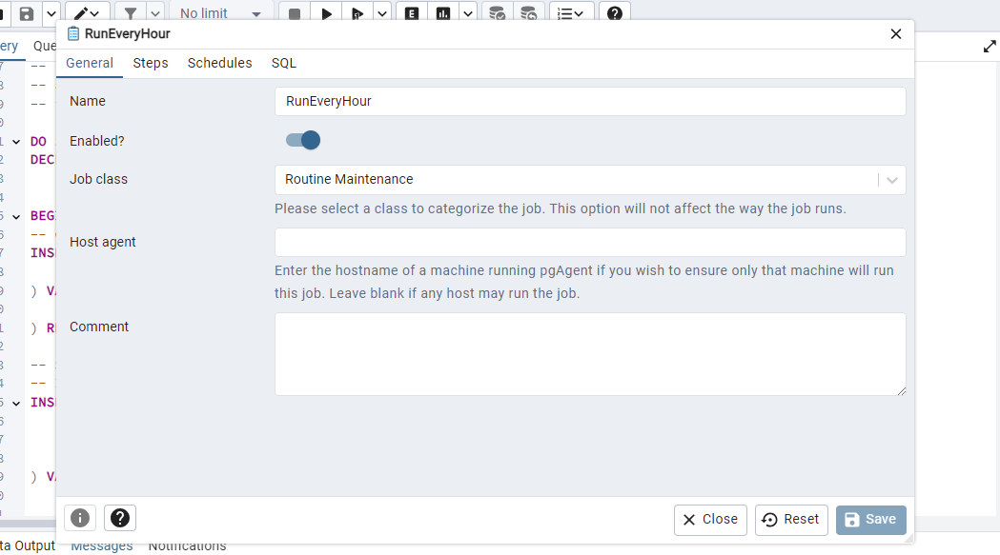 No limit
E
RunEveryHour
ery
Que
General Steps Schedules SQL
Name
RunEveryHour
Enabled?
DO
DEC
Job class
Routine Maintenance
Please select a class to categorize the job. This option will not affect the way the job runs.
BEG
Host agent
INS
Enter the hostname of a machine running pgAgent if you wish to ensure only that machine will run
this job. Leave blank if any host may run the job.
) V
Comment
) R
--
--
INS
) V
Close
Reset
Save
ta Output Messages Notifications